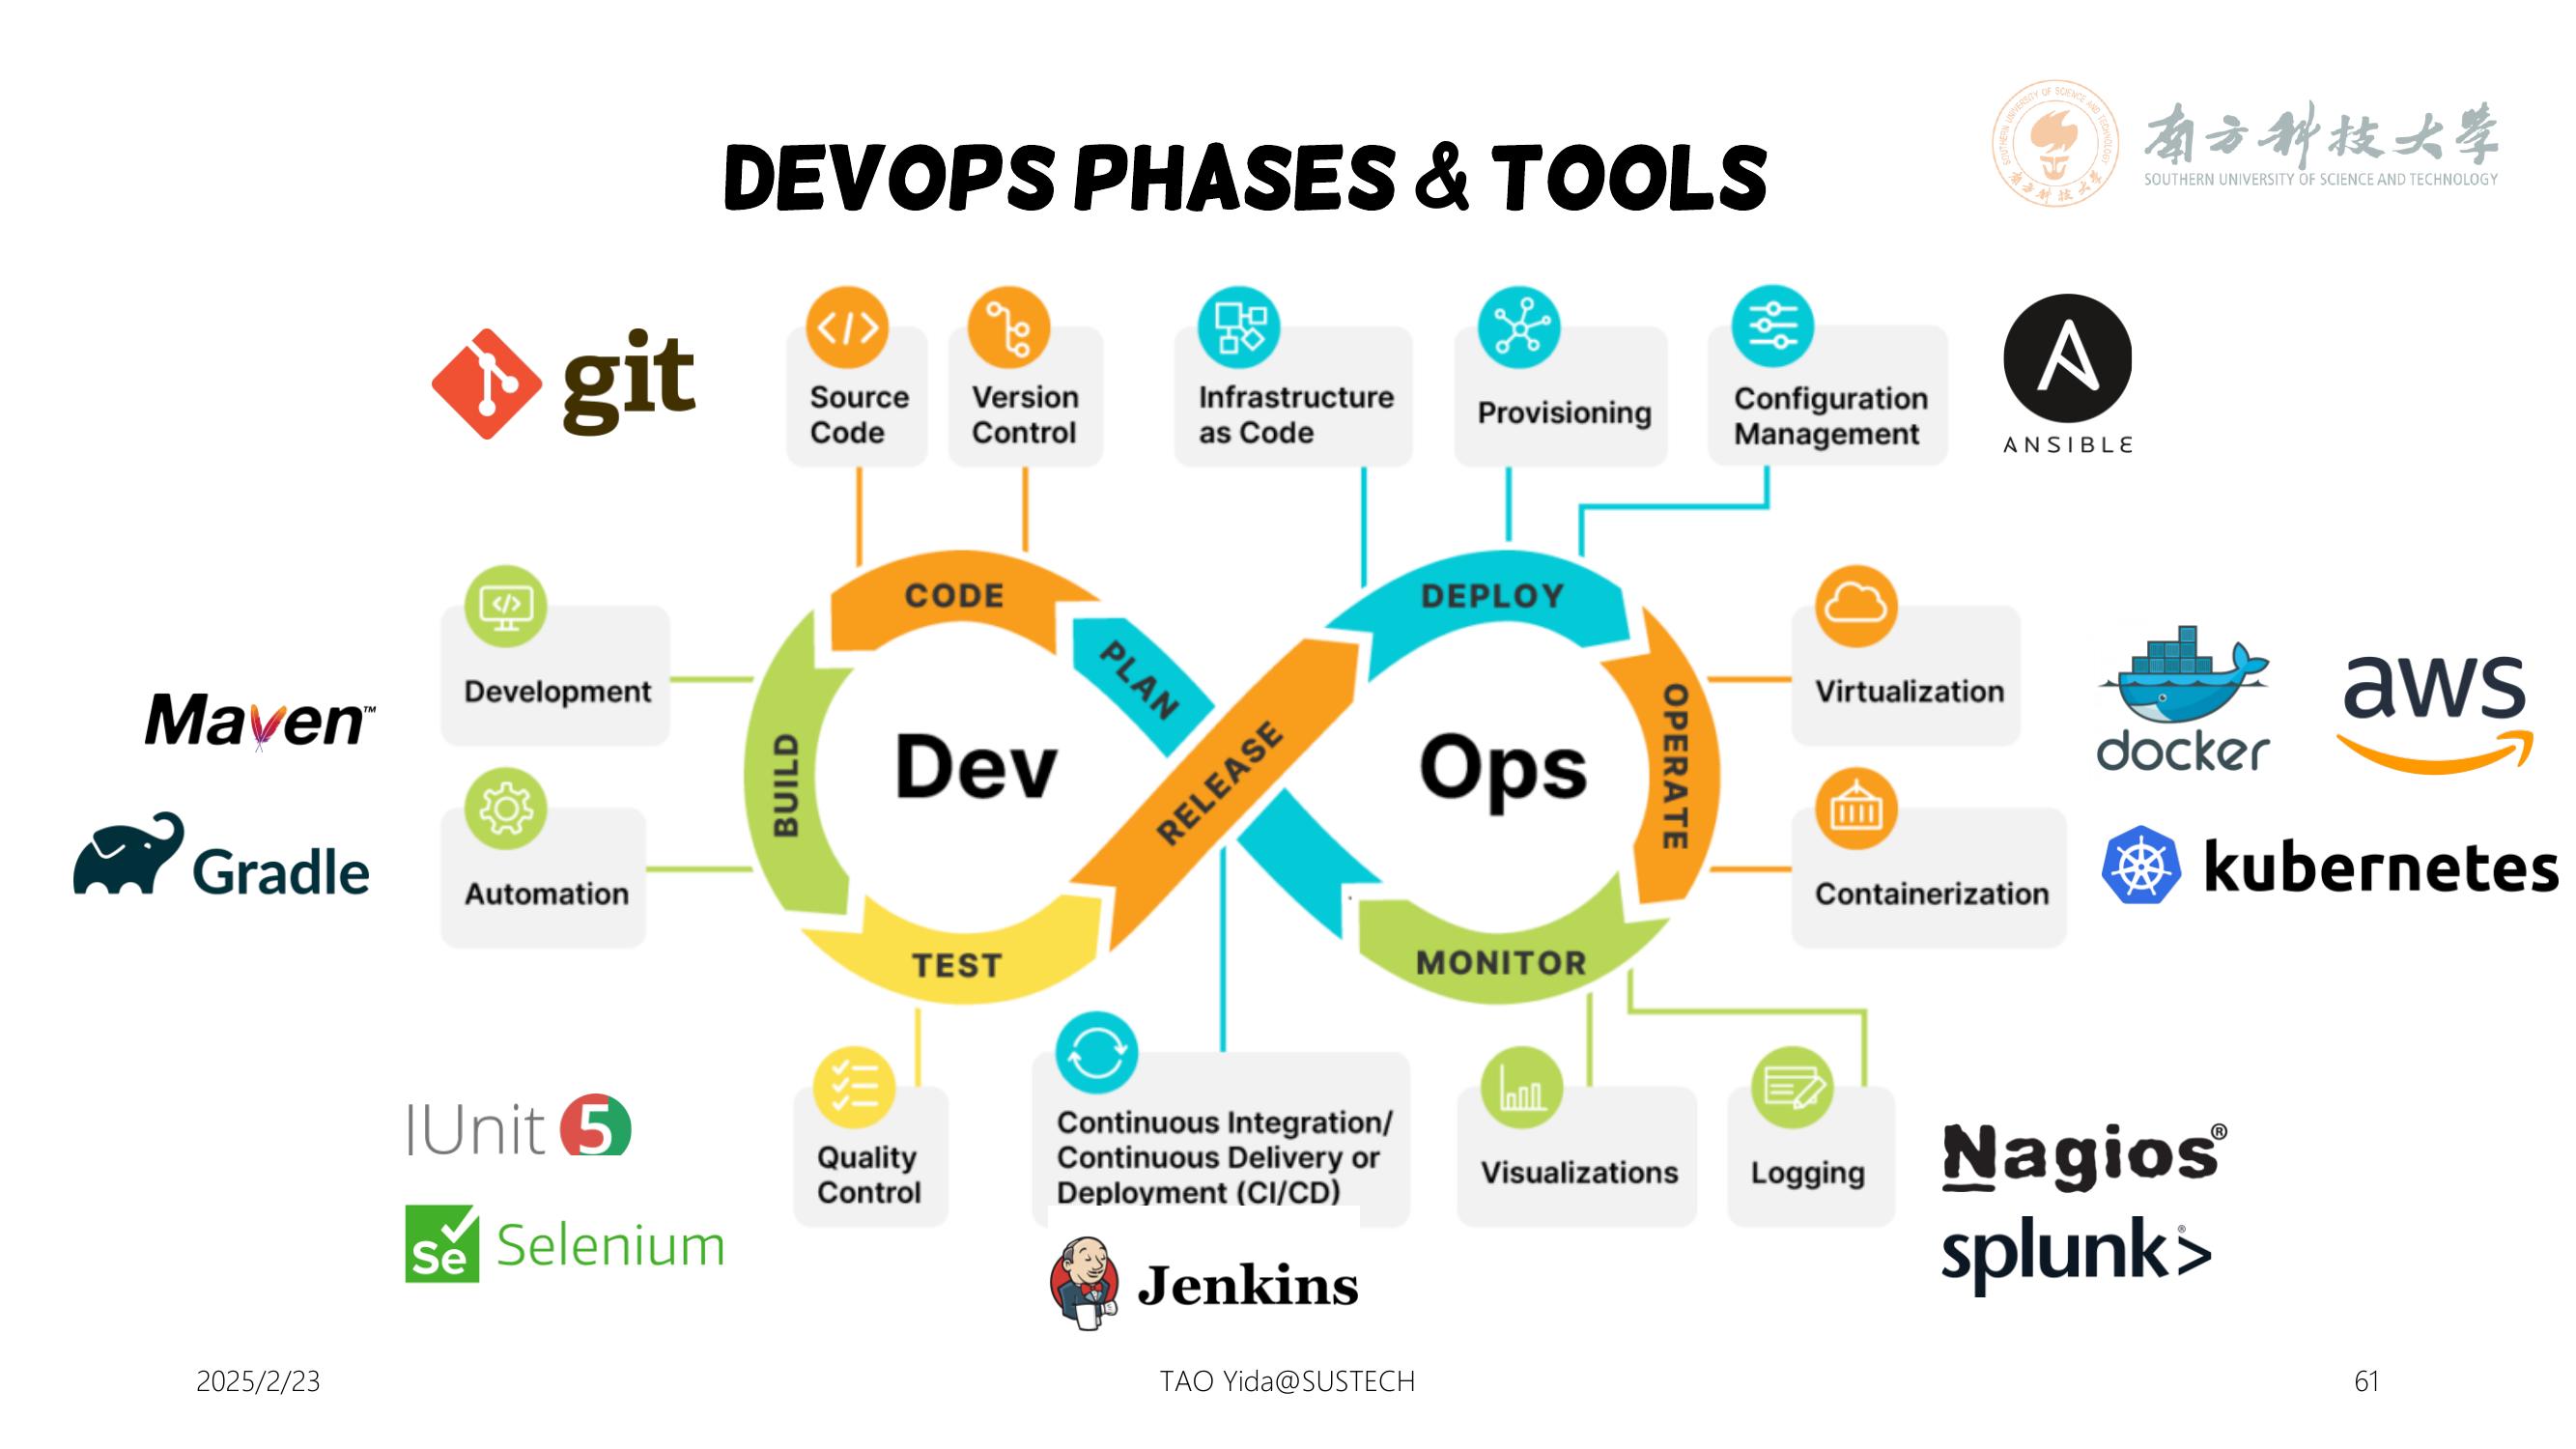 南方科技大学
SOUTHERN UNIVERSITY OF SCIENCE AND TECHNOLOGY
DEVOPS PHASES & TOOLS
git
Source
Code
Version
Control
Infrastructure
as Code
Provisioning
Configuration
Management
ANSIBLE
CODE
PLAN
BUILD
TEST
RELEASE
DEPLOY
OPERATE
MONITOR
Dev
Ops
Development
Automation
Maven™
Gradle
Virtualization
Containerization
docker
aws
kubernetes
Quality
Control
Continuous Integration/
Continuous Delivery or
Deployment (CI/CD)
Visualizations
Logging
JUnit 5
Se Selenium
Jenkins
Nagios®
splunk>®
2025/2/23
TAO Yida@SUSTECH
61